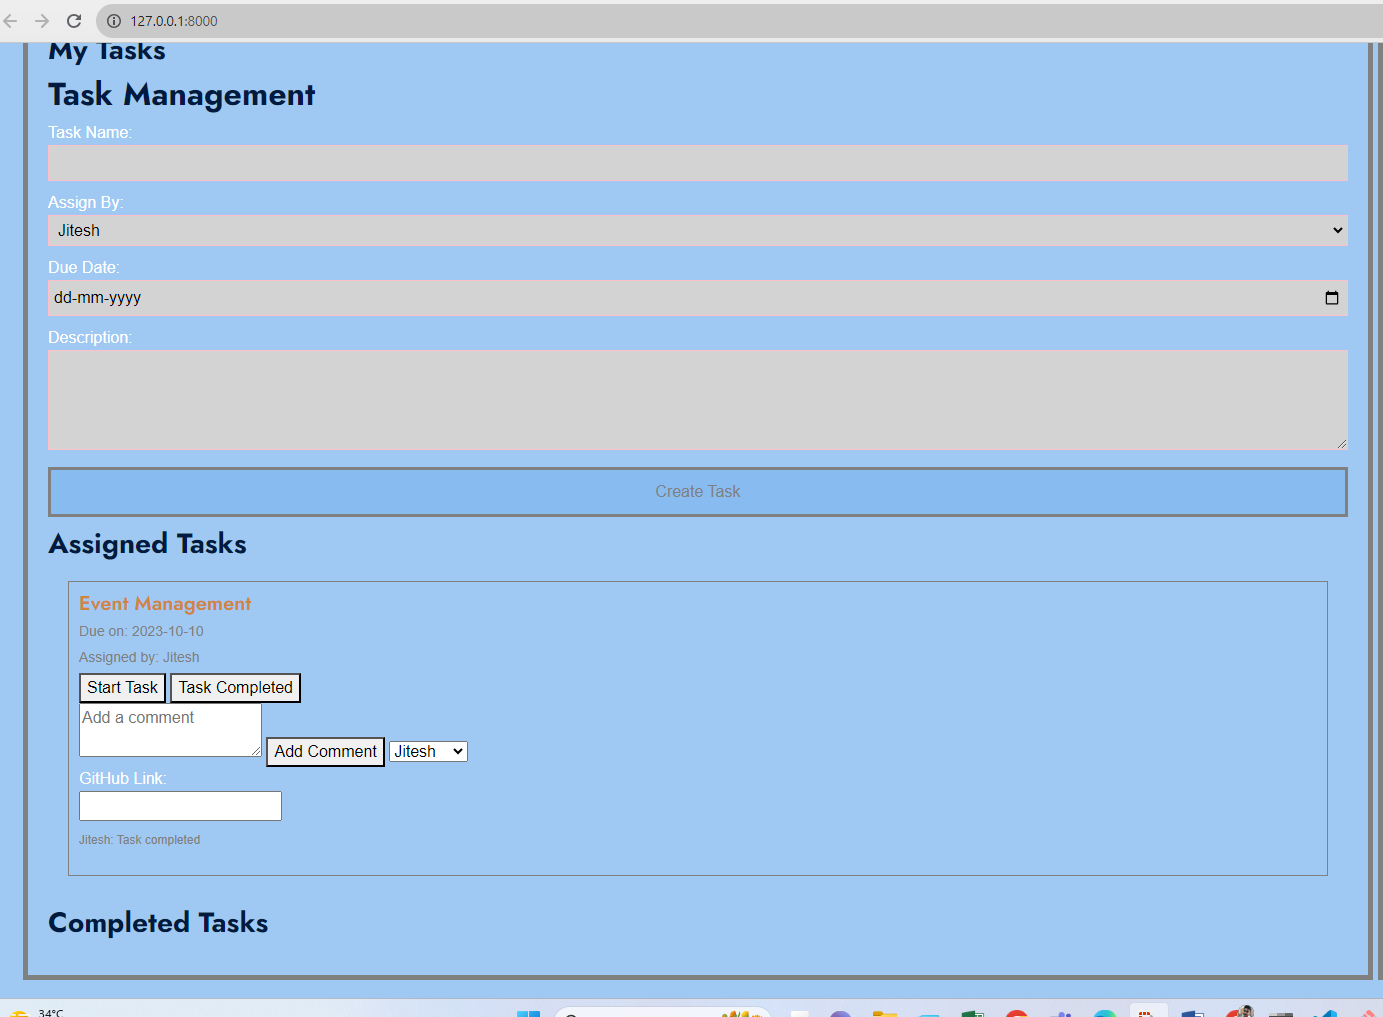 127.0.0.1:8000
My Tasks
Task Management
Task Name:
Assign By:
Jitesh
Due Date:
dd-mm-yyyy
Description:
Create Task
Assigned Tasks
Event Management
Due on: 2023-10-10
Assigned by: Jitesh
Start Task Task Completed
Add a comment
Add Comment Jitesh
GitHub Link:
Jitesh: Task completed
Completed Tasks
34°C